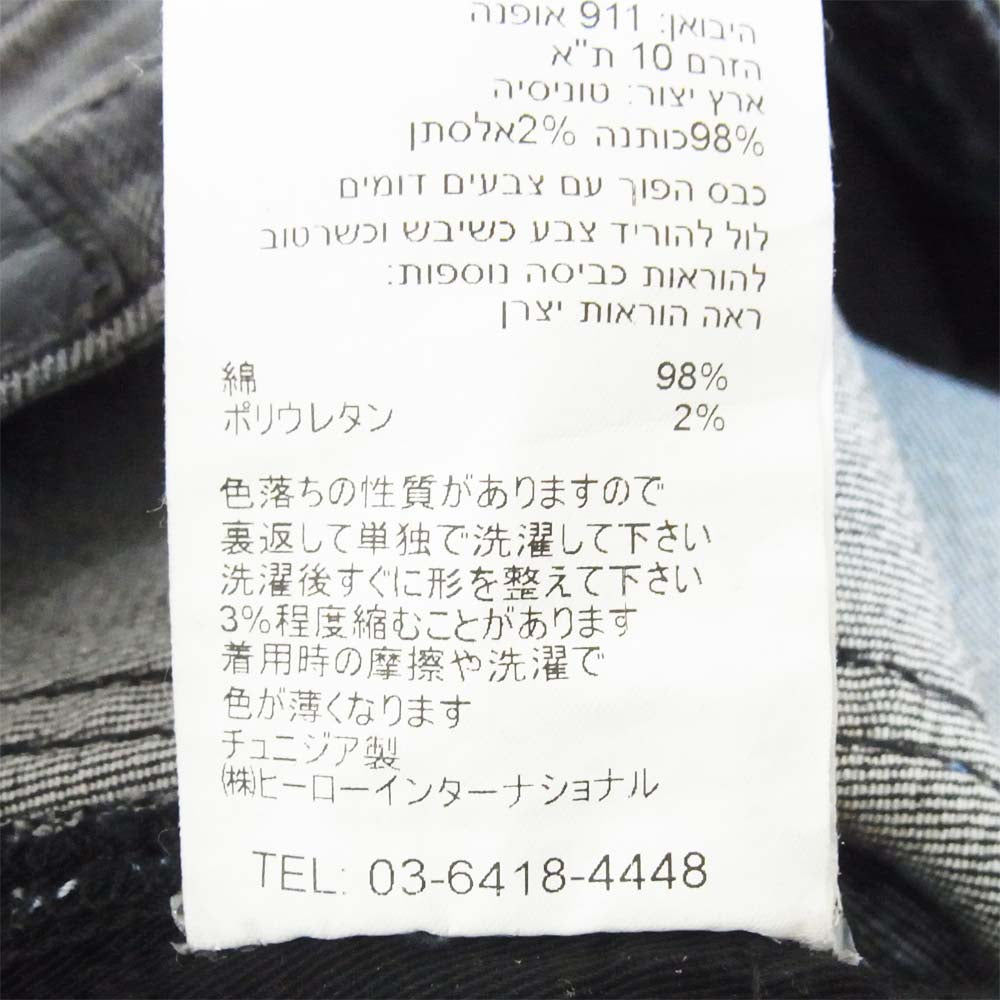 היבואן: 911 אופנה
הזרם 10 ת"א
ארץ יצור: טוניסיה
98%כותנה 2%אלסתן
כבס הפוך עם צבעים דומים
לול להוריד צבע כשיבש וכשרטוב
להוראות כביסה נוספות:
ראה הוראות יצרן
綿 98%
ポリウレタン 2%
色落ちの性質がありますので
裏返して単独で洗濯して下さい
洗濯後すぐに形を整えて下さい
3%程度縮むことがあります
着用時の摩擦や洗濯で
色が薄くなります
チュニジア製
㈱ヒーローインターナショナル
TEL: 03-6418-4448